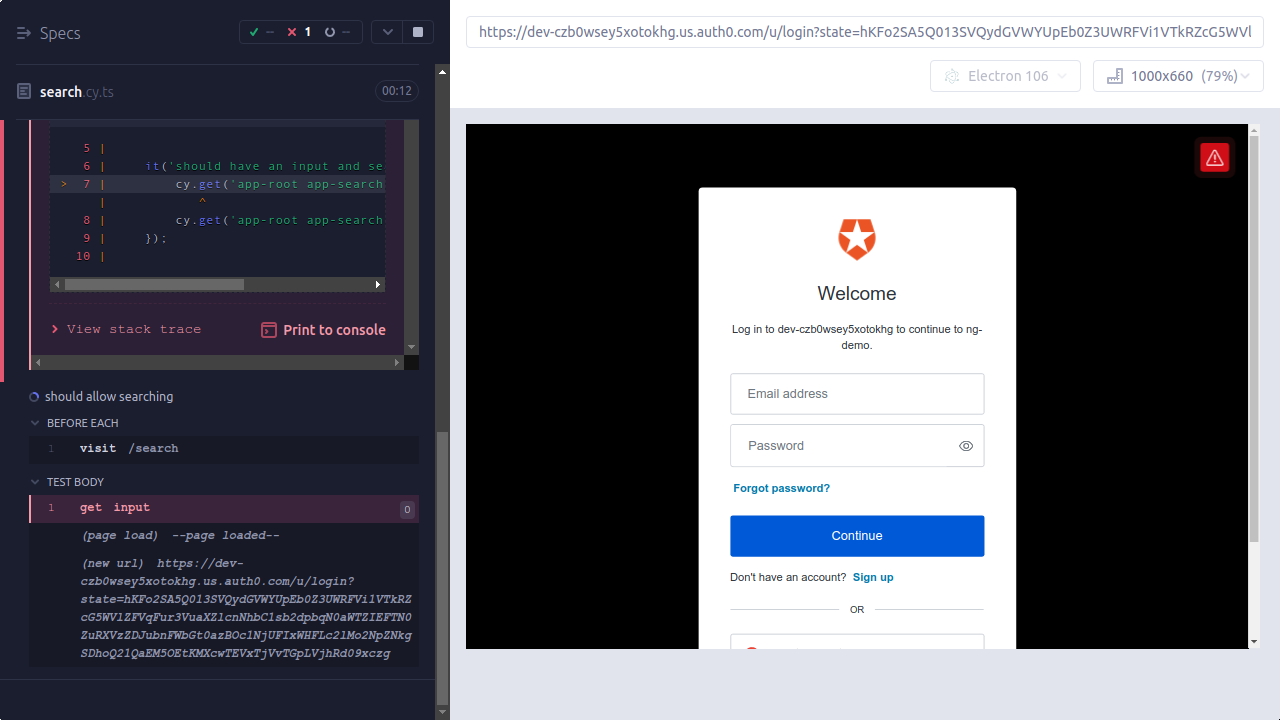 Specs
-- 1 --
search.cy.ts
00:12
5 |
6 | it('should have an input and se
> 7 | cy.get('app-root app-search
| ^
8 | cy.get('app-root app-search
9 | });
10 |
View stack trace
Print to console
should allow searching
BEFORE EACH
1 visit /search
TEST BODY
1 get input 0
(page load) --page loaded--
(new url) https://dev-
czb0wsey5xotokhg.us.auth0.com/u/login?
https://dev-czb0wsey5xotokhg.us.auth0.com/u/login?state=hKFo2SA5Q013SVQydGVWYUpEb0Z3UWRFVi1VTkRZcG5WVl
Electron 106
1000x660 (79%)
Welcome
Log in to dev-czb0wsey5xotokhg to continue to ng-
demo.
Email address
Password
Forgot password?
Continue
Don't have an account? Sign up
OR